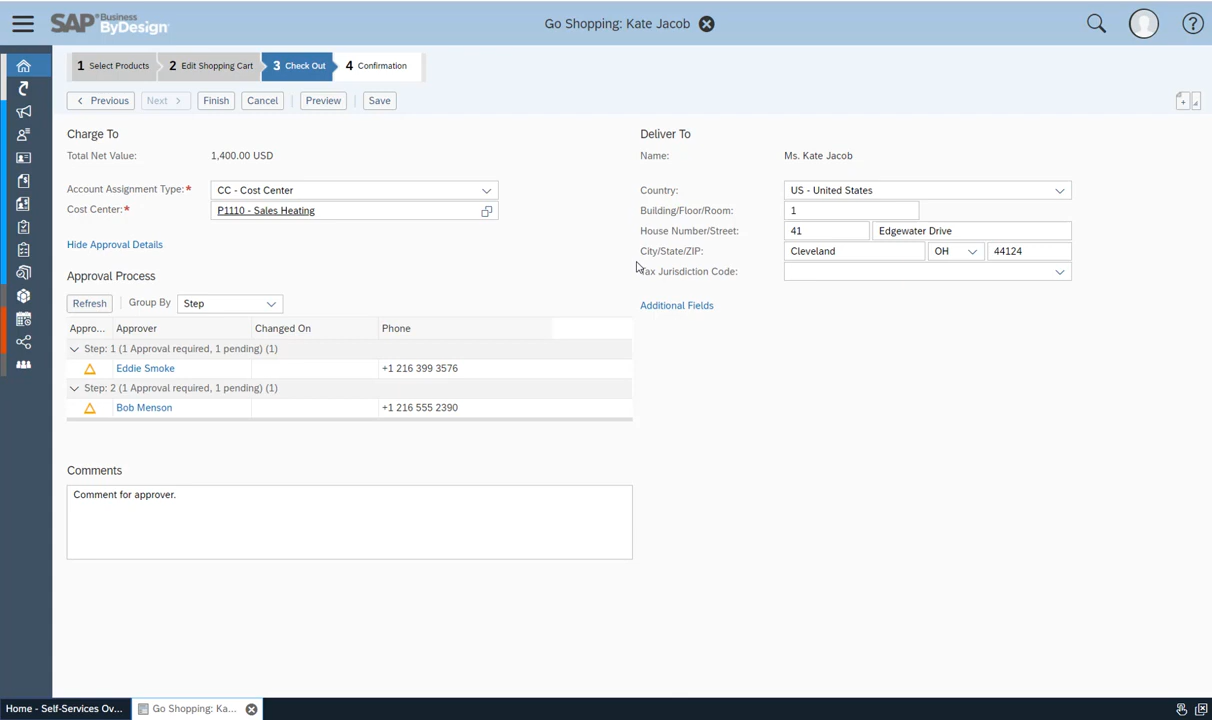 SAP Business ByDesign
Go Shopping: Kate Jacob
1 Select Products 2 Edit Shopping Cart 3 Check Out 4 Confirmation
Previous Next Finish Cancel Preview Save
Charge To
Total Net Value: 1,400.00 USD
Account Assignment Type:* CC - Cost Center
Cost Center:* P1110 - Sales Heating
Hide Approval Details
Approval Process
Refresh Group By Step
Appro... Approver Changed On Phone
Step: 1 (1 Approval required, 1 pending) (1)
Eddie Smoke +1 216 399 3576
Step: 2 (1 Approval required, 1 pending) (1)
Bob Menson +1 216 555 2390
Comments
Comment for approver.
Deliver To
Name: Ms. Kate Jacob
Country: US - United States
Building/Floor/Room: 1
House Number/Street: 41 Edgewater Drive
City/State/ZIP: Cleveland OH 44124
Tax Jurisdiction Code:
Additional Fields
Home - Self-Services Ov... Go Shopping: Ka...